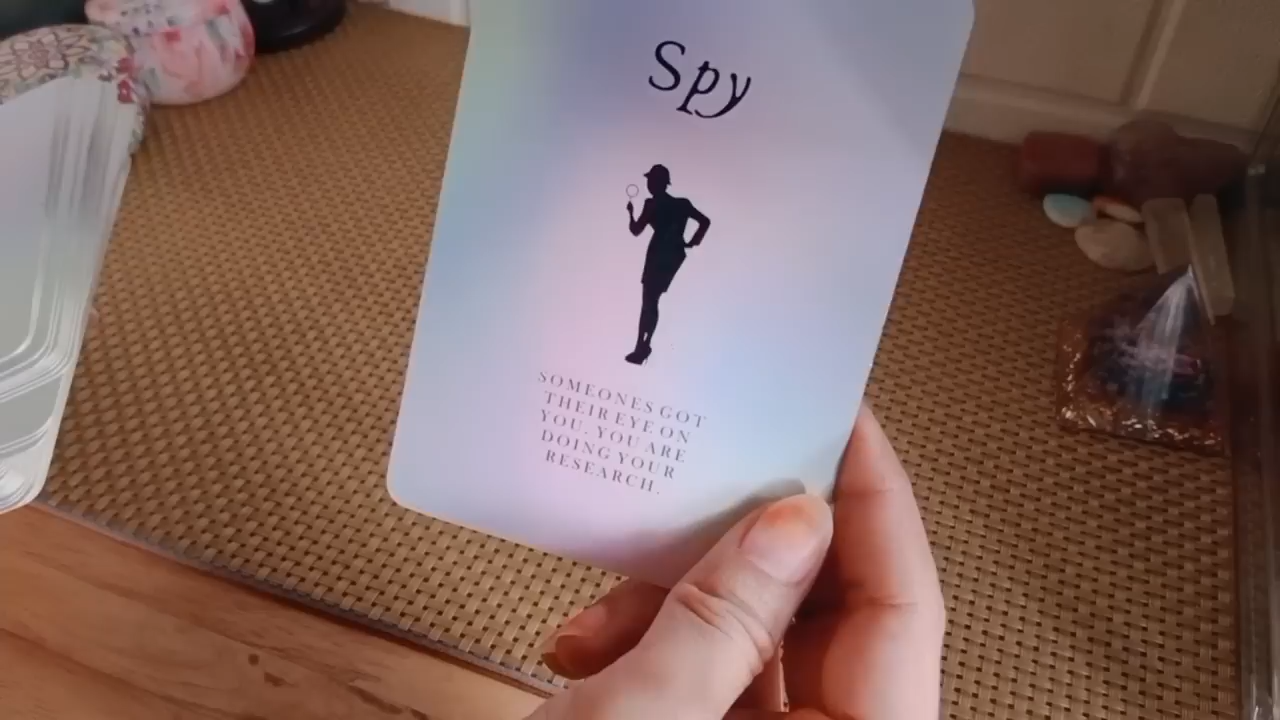 Spy
SOMEONES GOT
THEIR EYE ON
YOU. YOU ARE
DOING YOUR
RESEARCH.